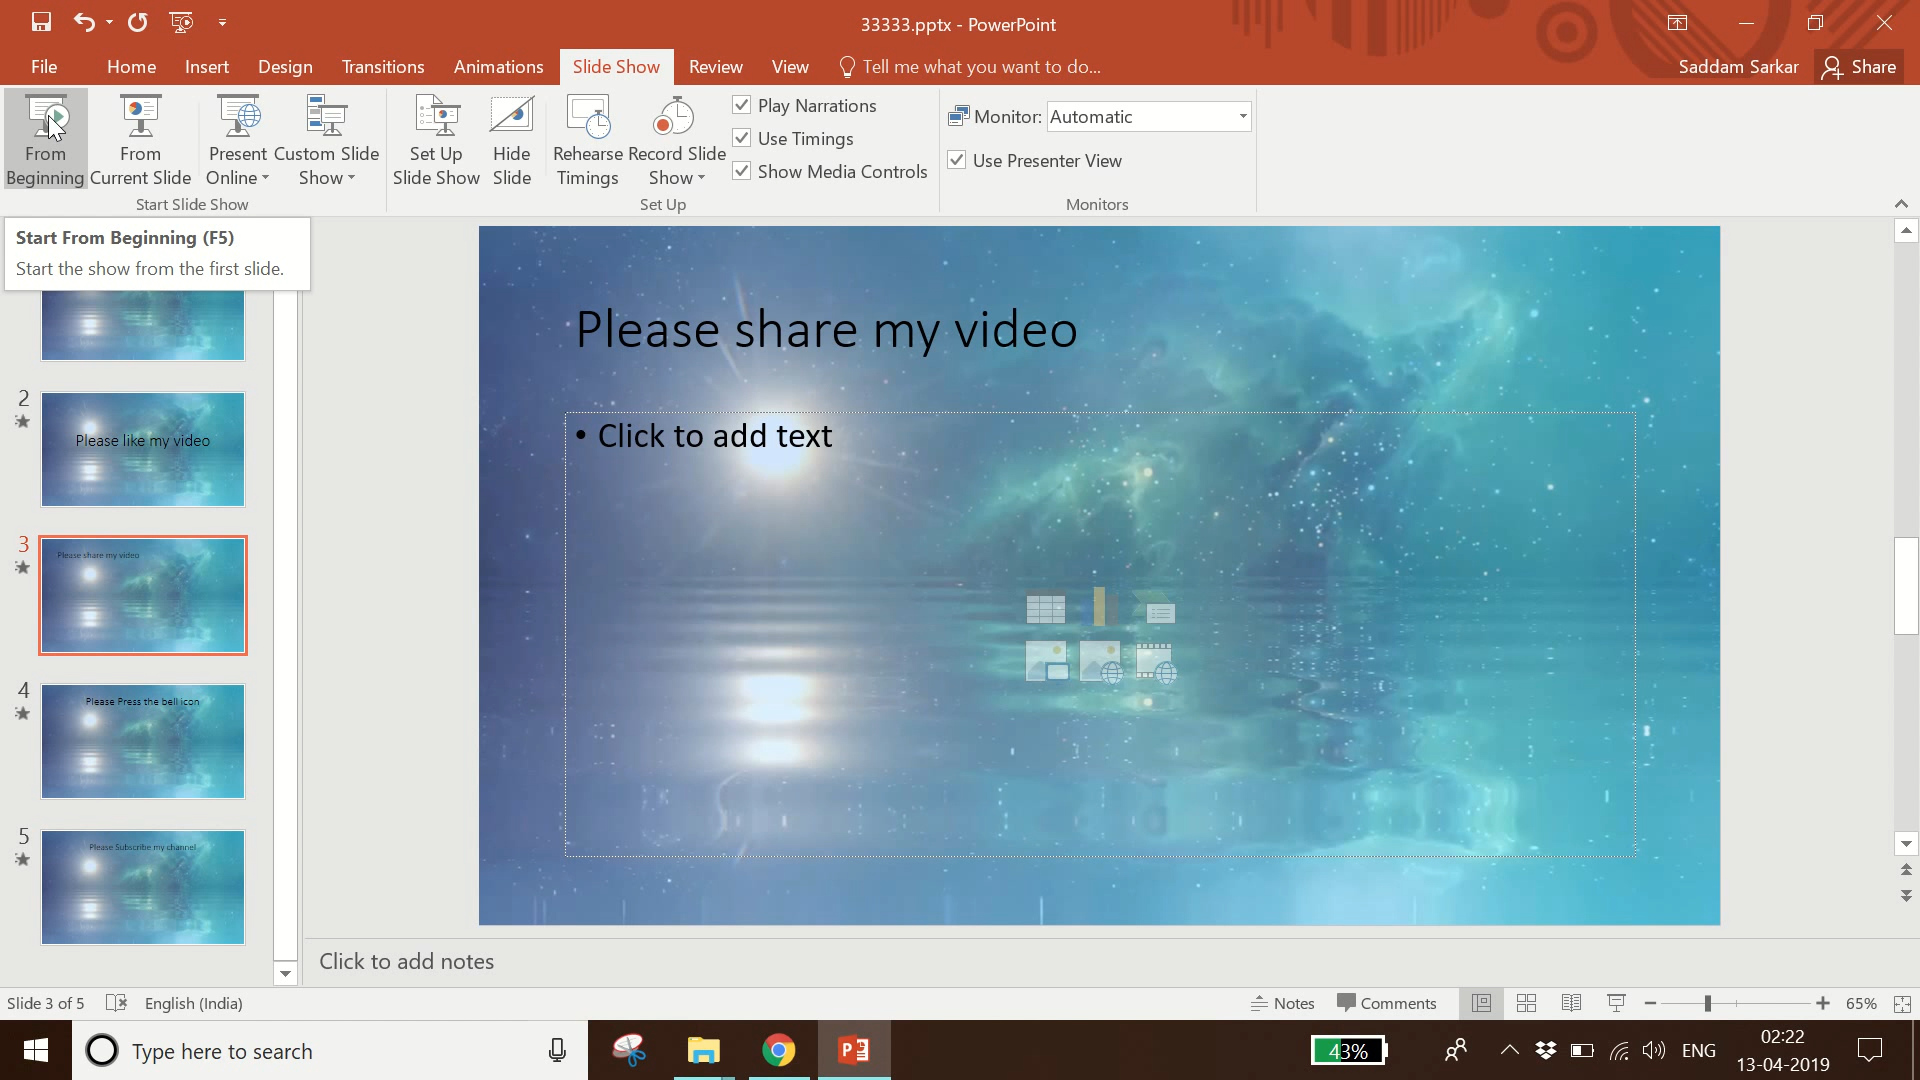 33333.pptx - PowerPoint
File Home Insert Design Transitions Animations Slide Show Review View Tell me what you want to do... Saddam Sarkar Share
From Beginning
From Current Slide
Present Online
Custom Slide Show
Set Up Slide Show
Hide Slide
Rehearse Timings
Record Slide Show
Play Narrations
Use Timings
Show Media Controls
Monitor: Automatic
Use Presenter View
Start Slide Show
Set Up
Monitors
Start From Beginning (F5)
Start the show from the first slide.
2
Please like my video
3
Please share my video
4
Please Press the bell icon
5
Please Subscribe my channel
Please share my video
• Click to add text
Click to add notes
Slide 3 of 5 English (India) Notes Comments 65%
Type here to search
43%
ENG
02:22
13-04-2019